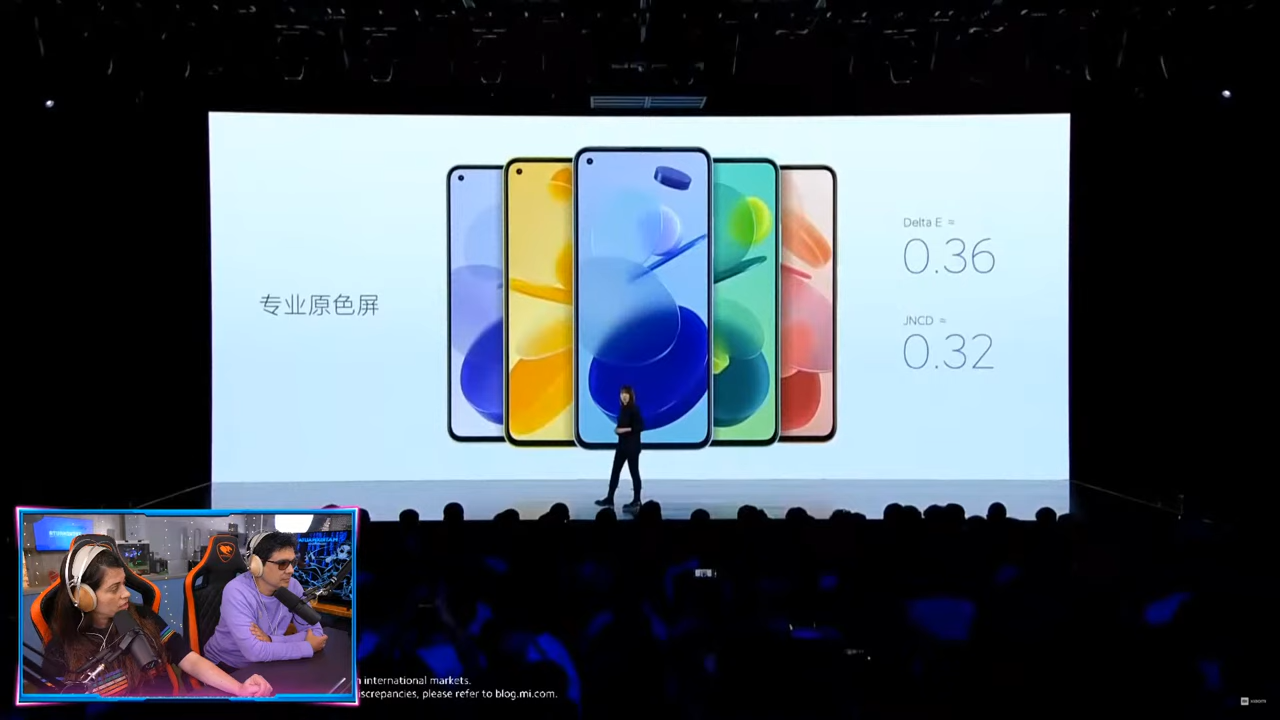 专业原色屏
Delta E ≈
0.36
JNCD ≈
0.32
n international markets.
iscrepancies, please refer to blog.mi.com.